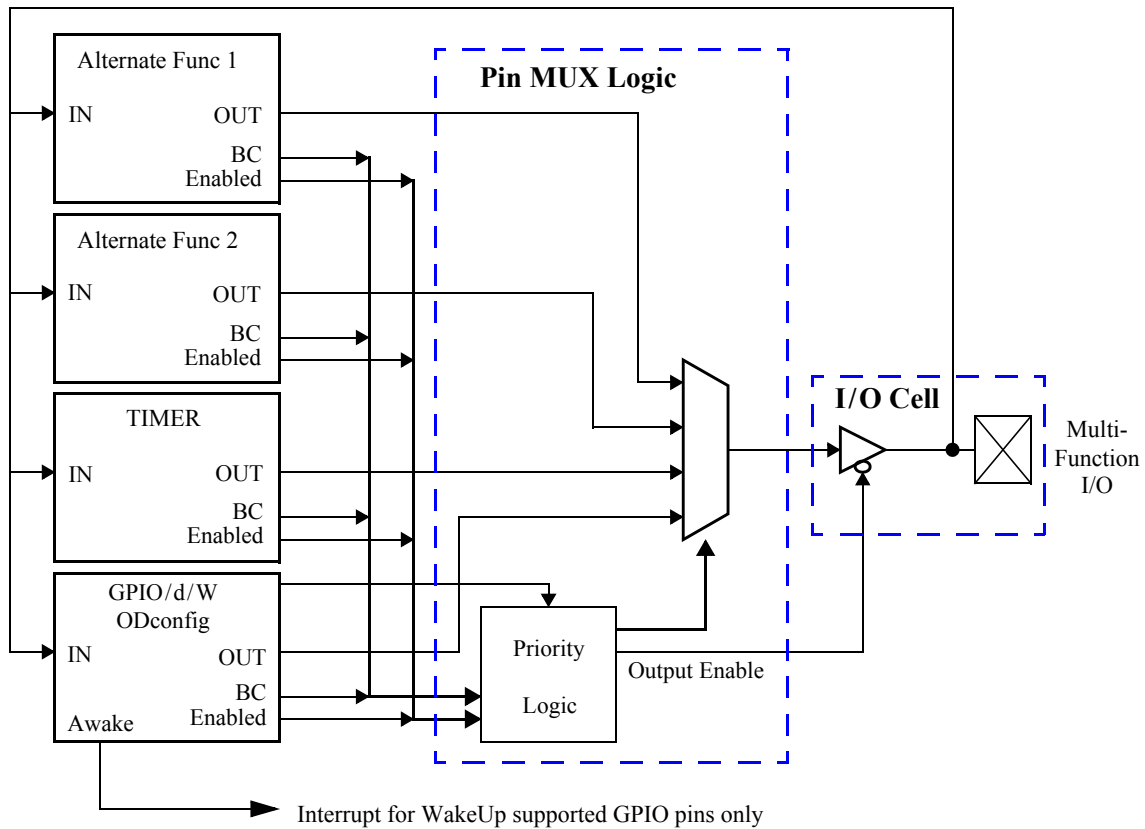 Alternate Func 1
IN
OUT
BC
Enabled
Pin MUX Logic
Alternate Func 2
IN
OUT
BC
Enabled
TIMER
IN
OUT
BC
Enabled
I/O Cell
Multi-
Function
I/O
GPIO/d/W
ODconfig
IN
OUT
BC
Enabled
Awake
Priority
Logic
Output Enable
Interrupt for WakeUp supported GPIO pins only